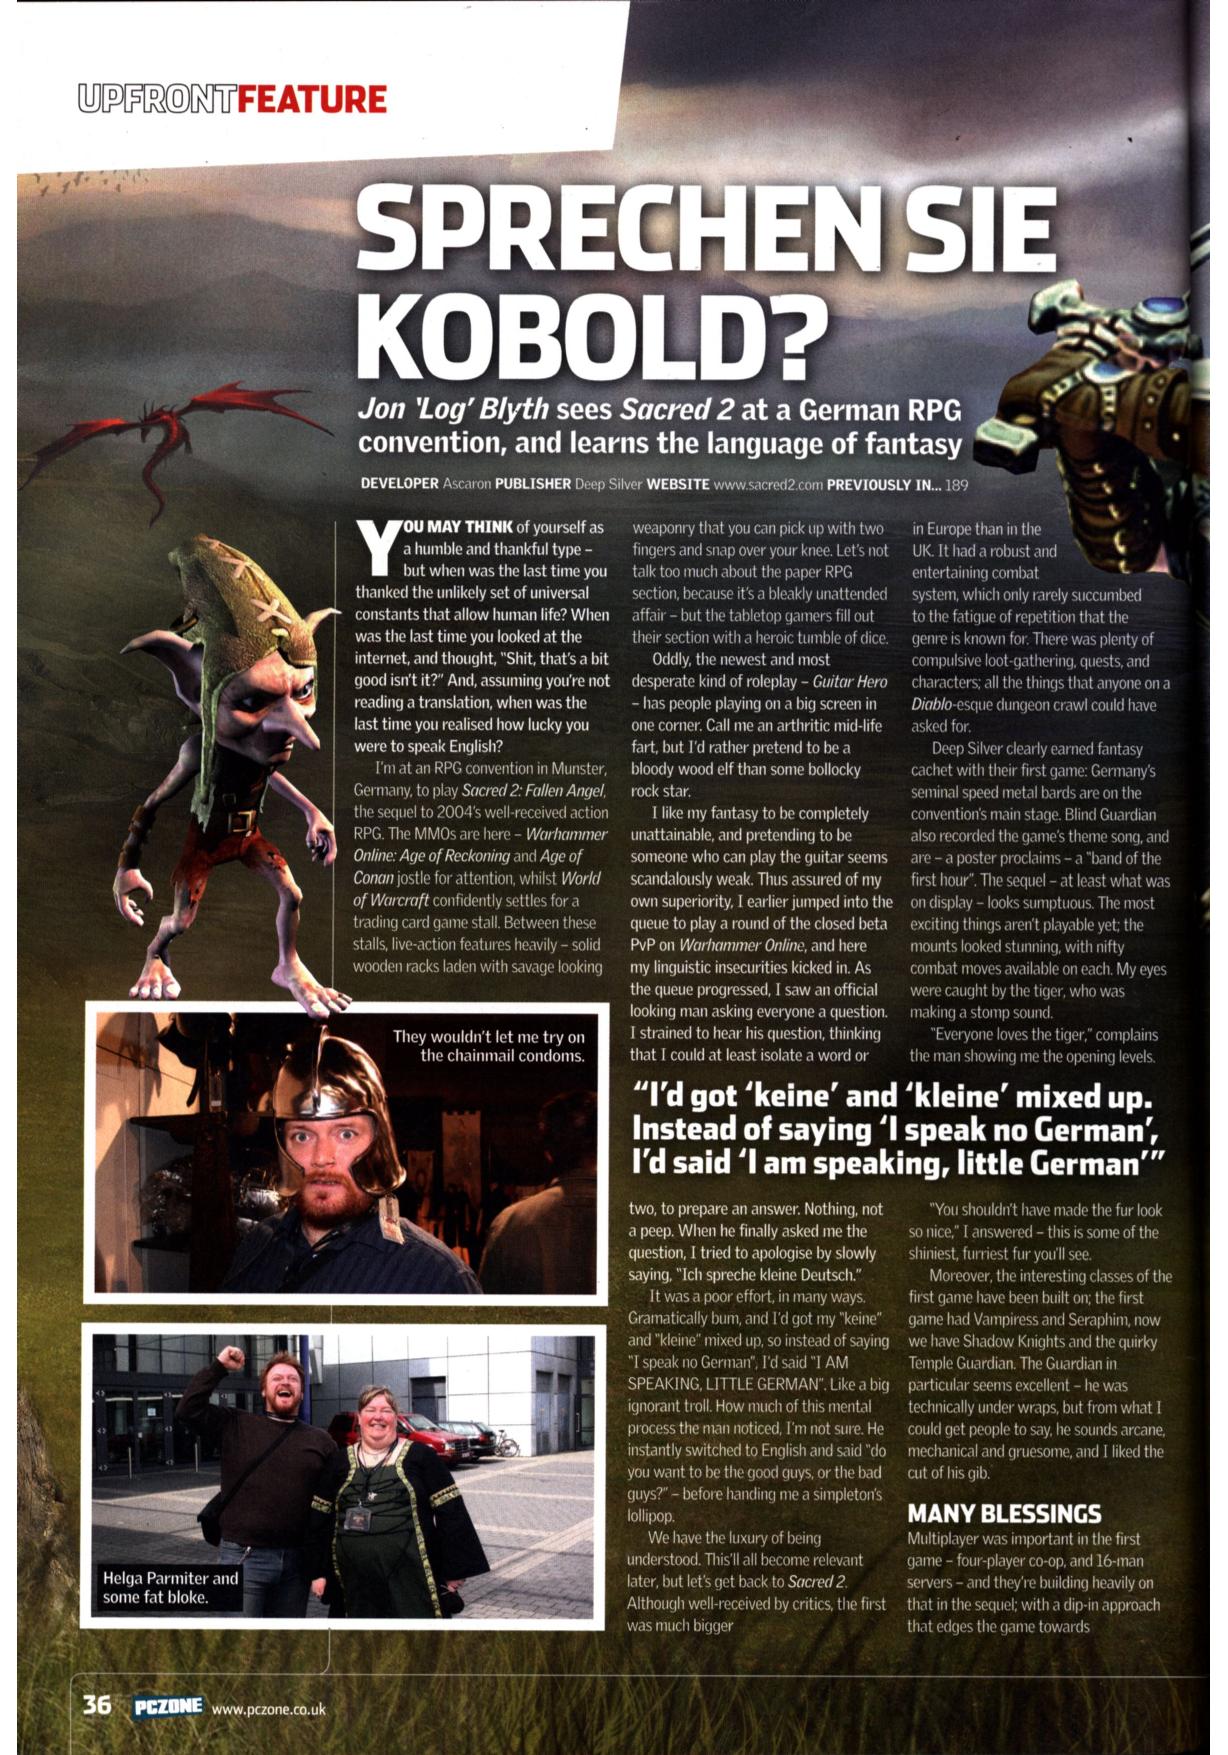 UPFRONTFEATURE
SPRECHEN SIE
KOBOLD?
Jon 'Log' Blyth sees Sacred 2 at a German RPG
convention, and learns the language of fantasy
DEVELOPER Ascaron PUBLISHER Deep Silver WEBSITE www.sacred2.com PREVIOUSLY IN... 189
YOU MAY THINK of yourself as
a humble and thankful type –
but when was the last time you
thanked the unlikely set of universal
constants that allow human life? When
was the last time you looked at the
internet, and thought, "Shit, that's a bit
good isn't it?" And, assuming you're not
reading a translation, when was the
last time you realised how lucky you
were to speak English?
I'm at an RPG convention in Munster,
Germany, to play Sacred 2: Fallen Angel,
the sequel to 2004's well-received action
RPG. The MMOs are here – Warhammer
Online: Age of Reckoning and Age of
Conan jostle for attention, whilst World
of Warcraft confidently settles for a
trading card game stall. Between these
stalls, live-action features heavily – solid
wooden racks laden with savage looking
weaponry that you can pick up with two
fingers and snap over your knee. Let's not
talk too much about the paper RPG
section, because it's a bleakly unattended
affair – but the tabletop gamers fill out
their section with a heroic tumble of dice.
Oddly, the newest and most
desperate kind of roleplay – Guitar Hero
– has people playing on a big screen in
one corner. Call me an arthritic mid-life
fart, but I'd rather pretend to be a
bloody wood elf than some bollocky
rock star.
I like my fantasy to be completely
unattainable, and pretending to be
someone who can play the guitar seems
scandalously weak. Thus assured of my
own superiority, I earlier jumped into the
queue to play a round of the closed beta
PvP on Warhammer Online, and here
my linguistic insecurities kicked in. As
the queue progressed, I saw an official
looking man asking everyone a question.
I strained to hear his question, thinking
that I could at least isolate a word or
two, to prepare an answer. Nothing, not
a peep. When he finally asked me the
question, I tried to apologise by slowly
saying, "Ich spreche kleine Deutsch."
It was a poor effort, in many ways.
Gramatically bum, and I'd got my "keine"
and "kleine" mixed up, so instead of saying
"I speak no German", I'd said "I AM
SPEAKING, LITTLE GERMAN". Like a big
ignorant troll. How much of this mental
process the man noticed, I'm not sure. He
instantly switched to English and said "do
you want to be the good guys, or the bad
guys?" – before handing me a simpleton's
lollipop.
We have the luxury of being
understood. This'll all become relevant
later, but let's get back to Sacred 2.
Although well-received by critics, the first
was much bigger
in Europe than in the
UK. It had a robust and
entertaining combat
system, which only rarely succumbed
to the fatigue of repetition that the
genre is known for. There was plenty of
compulsive loot-gathering, quests, and
characters; all the things that anyone on a
Diablo-esque dungeon crawl could have
asked for.
Deep Silver clearly earned fantasy
cachet with their first game: Germany's
seminal speed metal bards are on the
convention's main stage. Blind Guardian
also recorded the game's theme song, and
are – a poster proclaims – a "band of the
first hour". The sequel – at least what was
on display – looks sumptuous. The most
exciting things aren't playable yet; the
mounts looked stunning, with nifty
combat moves available on each. My eyes
were caught by the tiger, who was
making a stomp sound.
"Everyone loves the tiger," complains
the man showing me the opening levels.
"You shouldn't have made the fur look
so nice," I answered – this is some of the
shiniest, furriest fur you'll see.
Moreover, the interesting classes of the
first game have been built on; the first
game had Vampiress and Seraphim, now
we have Shadow Knights and the quirky
Temple Guardian. The Guardian in
particular seems excellent – he was
technically under wraps, but from what I
could get people to say, he sounds arcane,
mechanical and gruesome, and I liked the
cut of his gib.
MANY BLESSINGS
Multiplayer was important in the first
game – four-player co-op, and 16-man
servers – and they're building heavily on
that in the sequel; with a dip-in approach
that edges the game towards
"I'd got 'keine' and 'kleine' mixed up.
Instead of saying 'I speak no German',
I'd said 'I am speaking, little German'"
They wouldn't let me try on
the chainmail condoms.
Helga Parmiter and
some fat bloke.
36 PCZONE www.pczone.co.uk